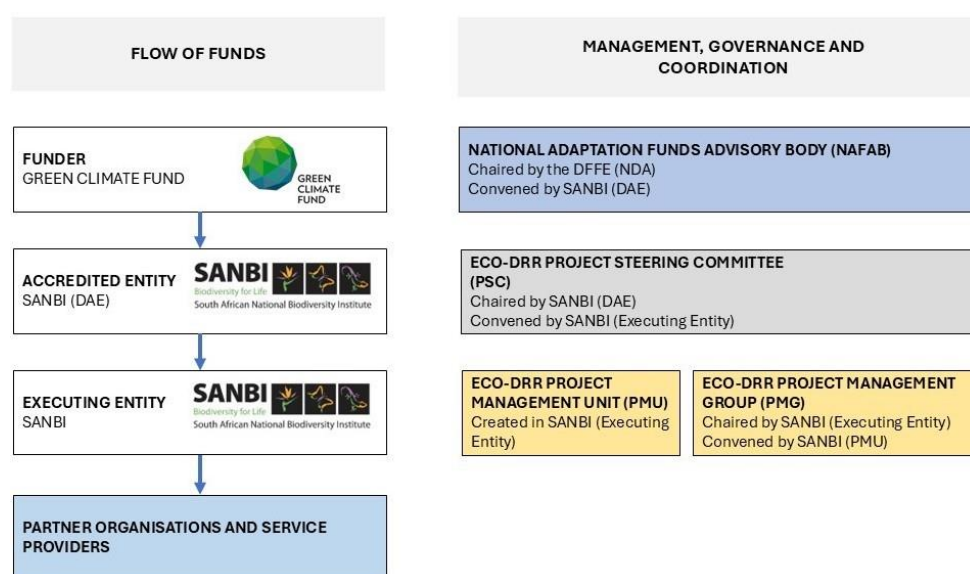 FLOW OF FUNDS
FUNDER
GREEN CLIMATE FUND
GREEN
CLIMATE
FUND
ACCREDITED ENTITY
SANBI (DAE)
SANBI
Biodiversity for Life
South African National Biodiversity Institute
EXECUTING ENTITY
SANBI
SANBI
Biodiversity for Life
South African National Biodiversity Institute
PARTNER ORGANISATIONS AND SERVICE
PROVIDERS
MANAGEMENT, GOVERNANCE AND
COORDINATION
NATIONAL ADAPTATION FUNDS ADVISORY BODY (NAFAB)
Chaired by the DFFE (NDA)
Convened by SANBI (DAE)
ECO-DRR PROJECT STEERING COMMITTEE
(PSC)
Chaired by SANBI (DAE)
Convened by SANBI (Executing Entity)
ECO-DRR PROJECT
MANAGEMENT UNIT (PMU)
Created in SANBI (Executing
Entity)
ECO-DRR PROJECT MANAGEMENT
GROUP (PMG)
Chaired by SANBI (Executing Entity)
Convened by SANBI (PMU)